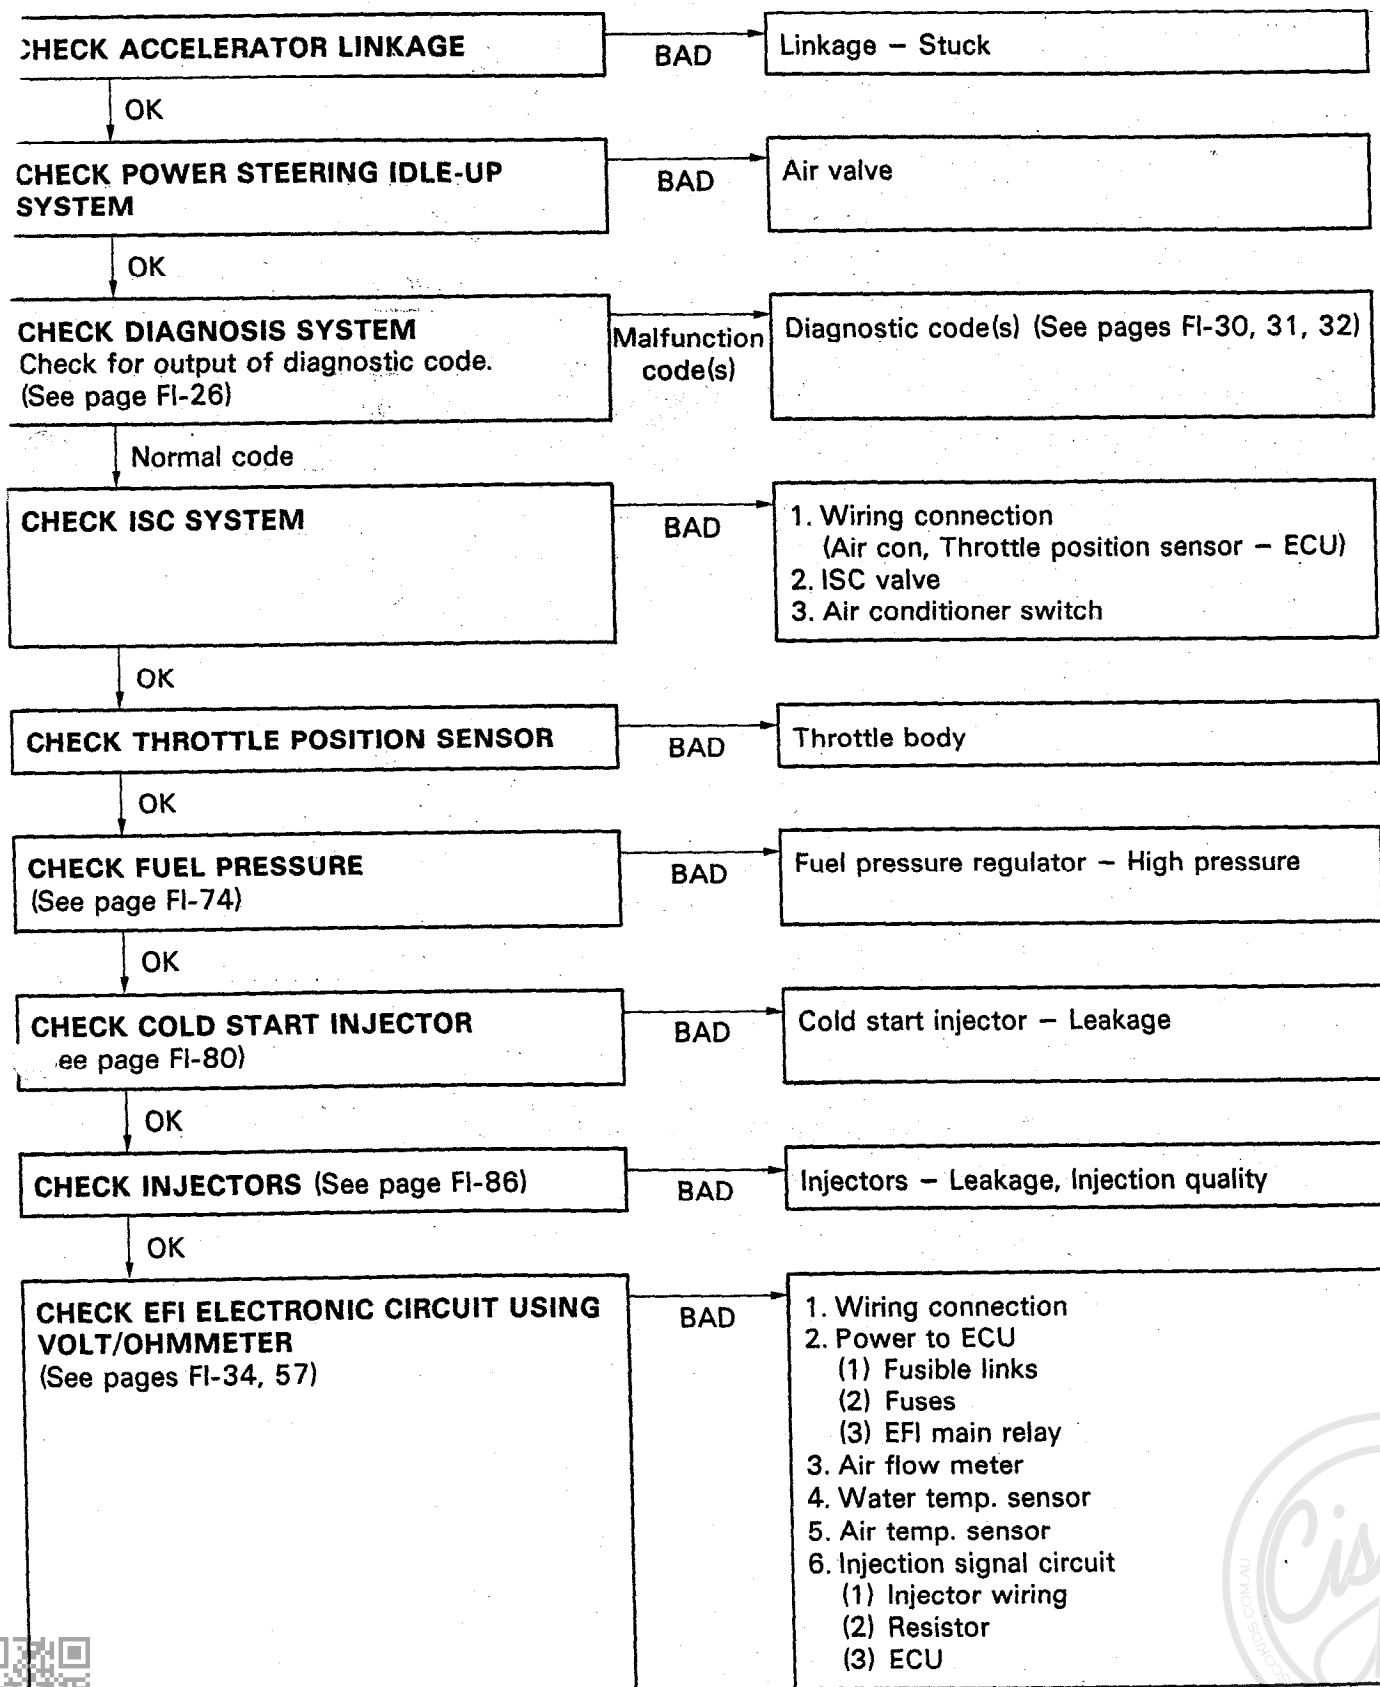 CHECK ACCELERATOR LINKAGE
BAD
Linkage – Stuck
OK
CHECK POWER STEERING IDLE-UP
SYSTEM
BAD
Air valve
OK
CHECK DIAGNOSIS SYSTEM
Check for output of diagnostic code.
(See page FI-26)
Malfunction
code(s)
Diagnostic code(s) (See pages FI-30, 31, 32)
Normal code
CHECK ISC SYSTEM
BAD
1. Wiring connection
(Air con, Throttle position sensor – ECU)
2. ISC valve
3. Air conditioner switch
OK
CHECK THROTTLE POSITION SENSOR
BAD
Throttle body
OK
CHECK FUEL PRESSURE
(See page FI-74)
BAD
Fuel pressure regulator – High pressure
OK
CHECK COLD START INJECTOR
ee page FI-80)
BAD
Cold start injector – Leakage
OK
CHECK INJECTORS (See page FI-86)
BAD
Injectors – Leakage, Injection quality
OK
CHECK EFI ELECTRONIC CIRCUIT USING
VOLT/OHMMETER
(See pages FI-34, 57)
BAD
1. Wiring connection
2. Power to ECU
(1) Fusible links
(2) Fuses
(3) EFI main relay
3. Air flow meter
4. Water temp. sensor
5. Air temp. sensor
6. Injection signal circuit
(1) Injector wiring
(2) Resistor
(3) ECU
Cis
SCOKIDS.COM.AU